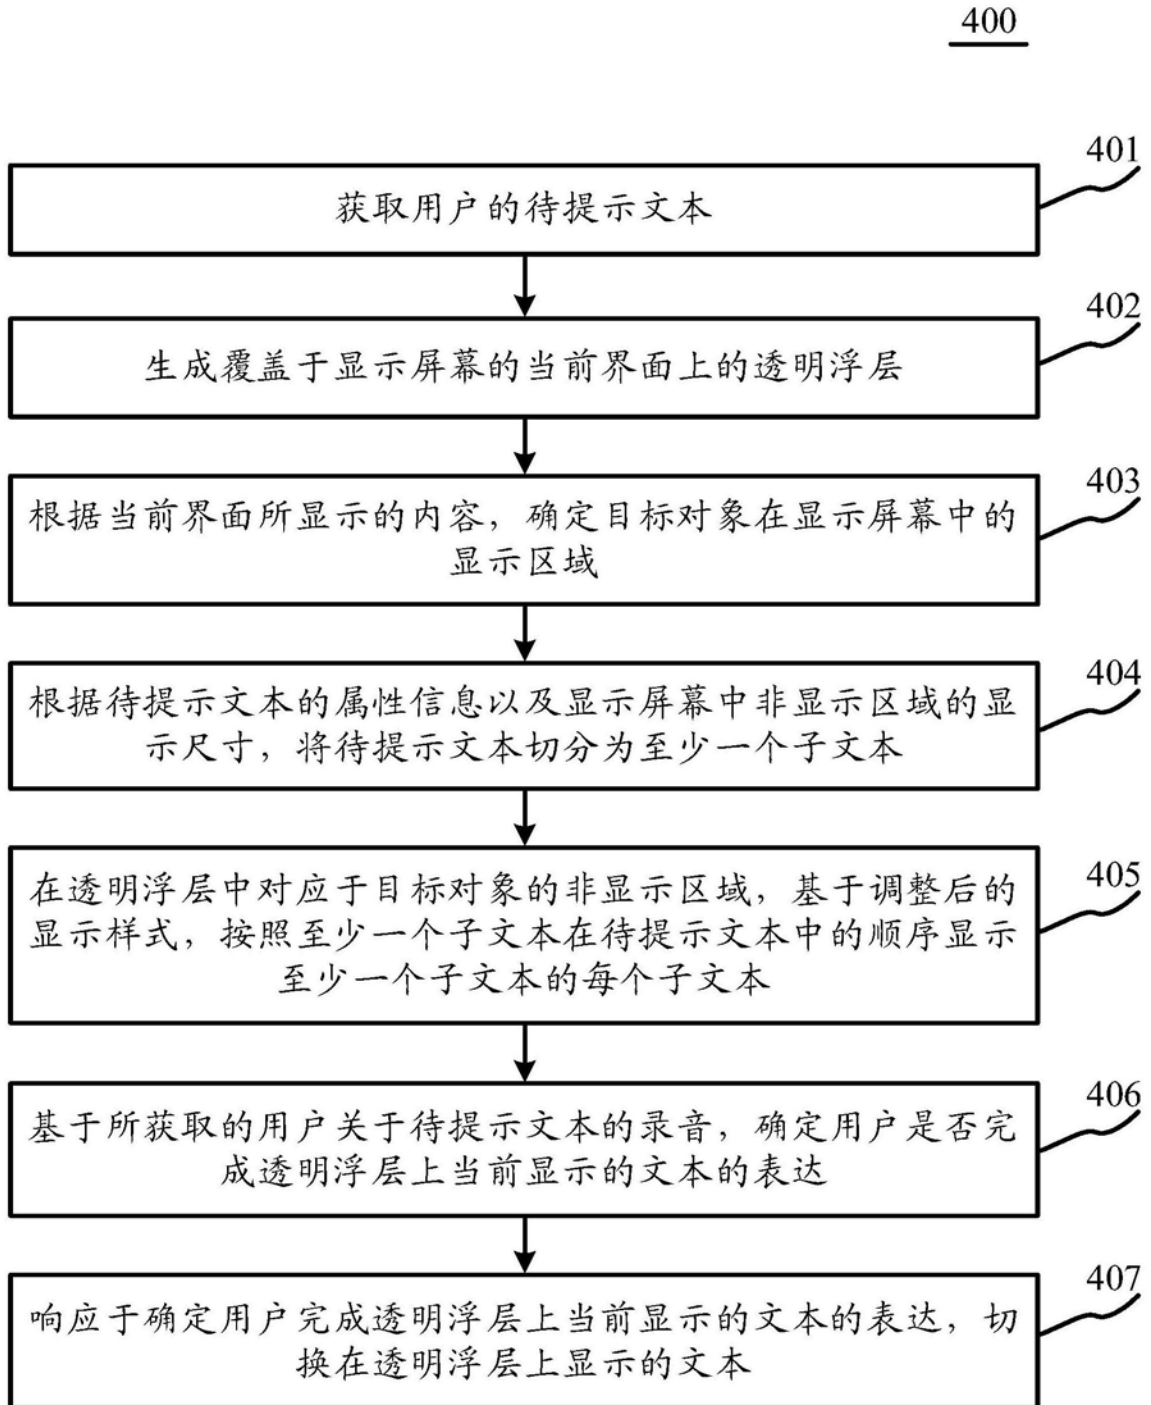 400
401
获取用户的待提示文本
402
生成覆盖于显示屏幕的当前界面上的透明浮层
403
根据当前界面所显示的内容，确定目标对象在显示屏幕中的
显示区域
404
根据待提示文本的属性信息以及显示屏幕中非显示区域的显
示尺寸，将待提示文本切分为至少一个子文本
405
在透明浮层中对应于目标对象的非显示区域，基于调整后的
显示样式，按照至少一个子文本在待提示文本中的顺序显示
至少一个子文本的每个子文本
406
基于所获取的用户关于待提示文本的录音，确定用户是否完
成透明浮层上当前显示的文本的表达
407
响应于确定用户完成透明浮层上当前显示的文本的表达，切
换在透明浮层上显示的文本